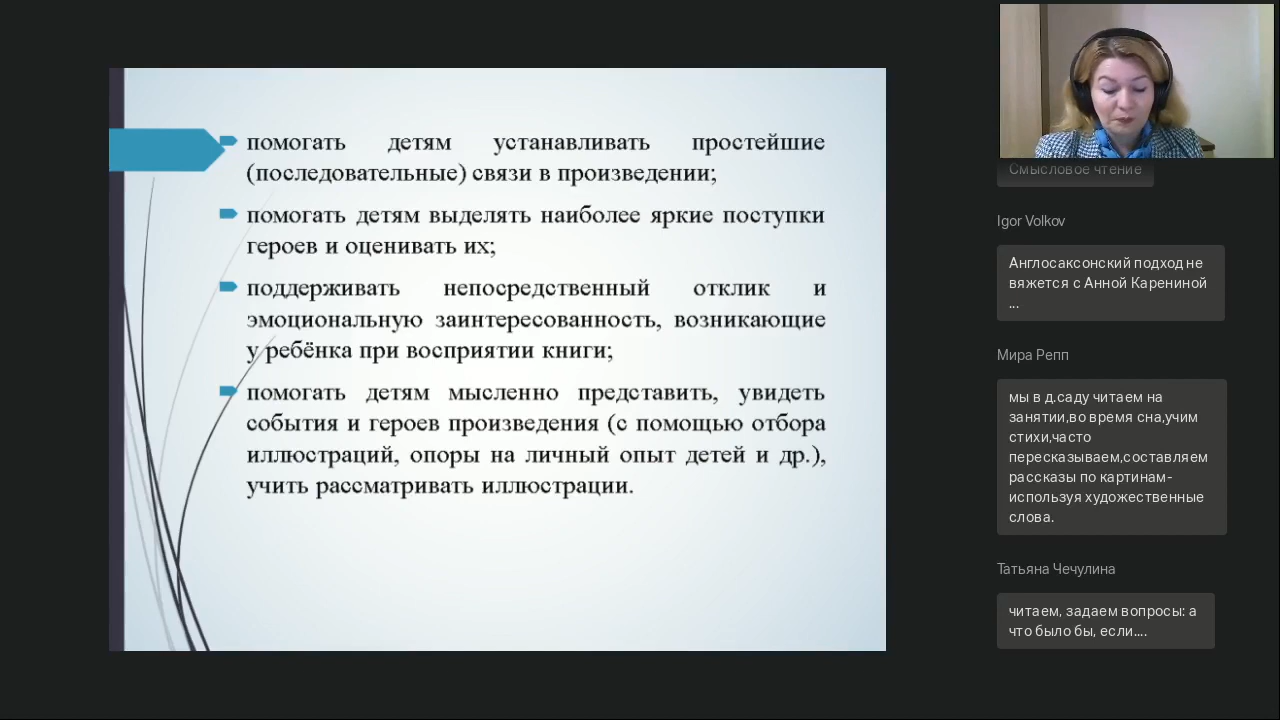 помогать детям устанавливать простейшие
(последовательные) связи в произведении;
помогать детям выделять наиболее яркие поступки
героев и оценивать их;
поддерживать непосредственный отклик и
эмоциональную заинтересованность, возникающие
у ребёнка при восприятии книги;
помогать детям мысленно представить, увидеть
события и героев произведения (с помощью отбора
иллюстраций, опоры на личный опыт детей и др.),
учить рассматривать иллюстрации.
Смысловое чтение
Igor Volkov
Англосаксонский подход не
вяжется с Анной Карениной
...
Мира Репп
мы в д.саду читаем на
занятии,во время сна,учим
стихи,часто
пересказываем,составляем
рассказы по картинам-
используя художественные
слова.
Татьяна Чечулина
читаем, задаем вопросы: а
что было бы, если....